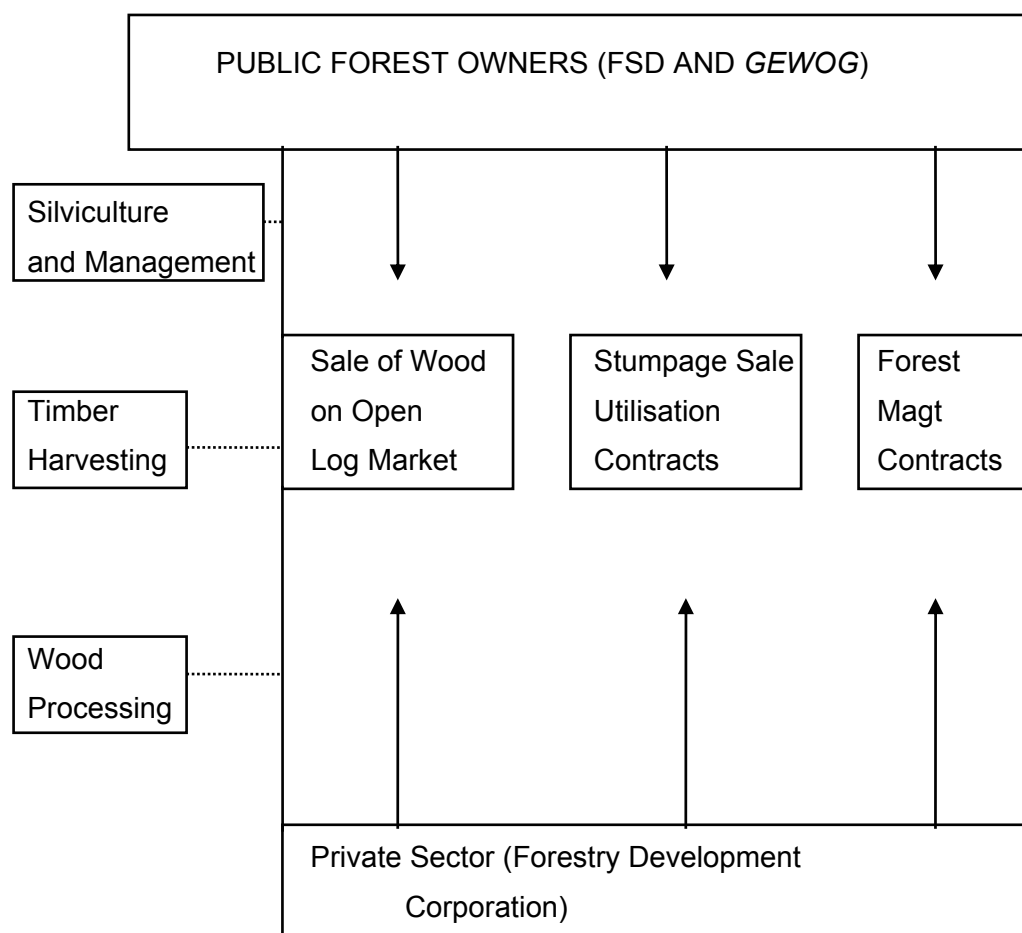 PUBLIC FOREST OWNERS (FSD AND GEWOG)
Silviculture
and Management
Sale of Wood
on Open
Log Market
Stumpage Sale
Utilisation
Contracts
Forest
Magt
Contracts
Timber
Harvesting
Wood
Processing
Private Sector (Forestry Development
Corporation)